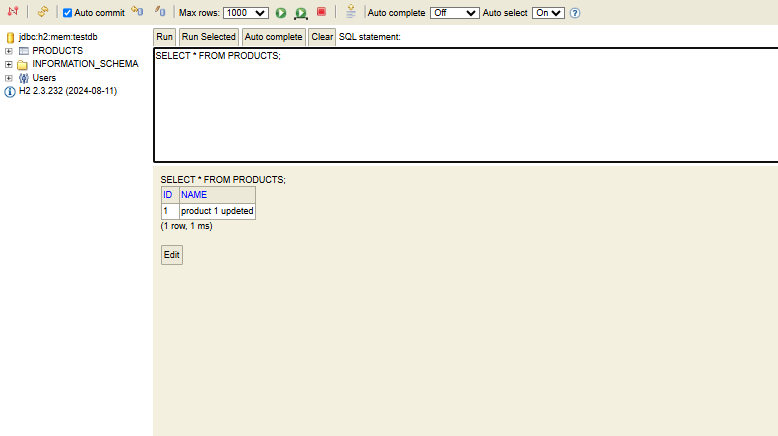 Auto commit Max rows: 1000 Auto complete Off Auto select On ?
jdbc:h2:mem:testdb
PRODUCTS
INFORMATION_SCHEMA
Users
H2 2.3.232 (2024-08-11)
Run Run Selected Auto complete Clear SQL statement:
SELECT * FROM PRODUCTS;
SELECT * FROM PRODUCTS;
ID NAME
1 product 1 updeted
(1 row, 1 ms)
Edit